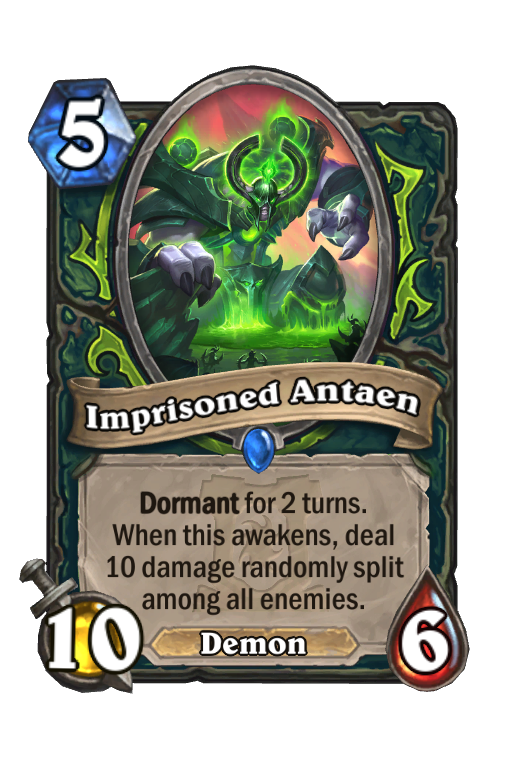 5
Imprisoned Antaen
Dormant for 2 turns.
When this awakens, deal
10 damage randomly split
among all enemies.
10
Demon
6